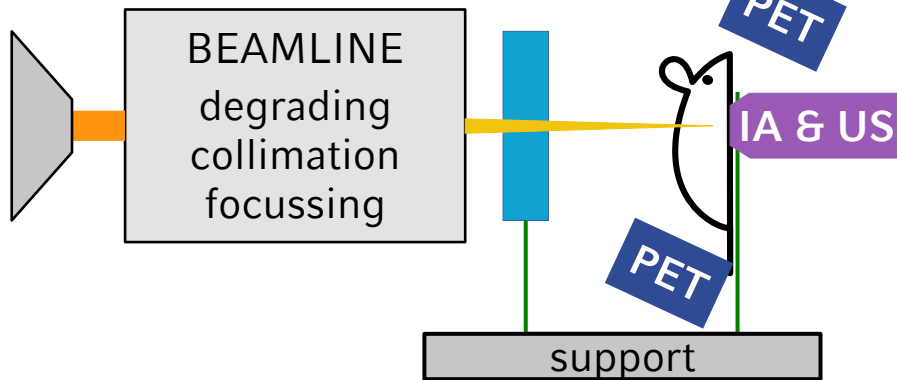 PET
BEAMLINE
degrading
collimation
focussing
IA & US
PET
support